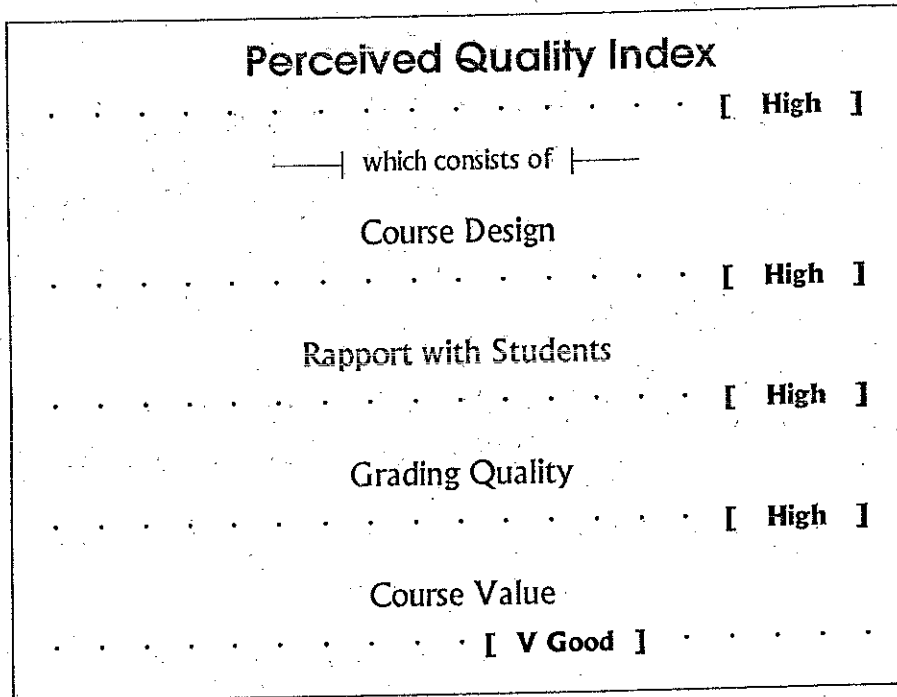 Perceived Quality Index
. . . . . . . . . . . . . . . [ High ]
which consists of
Course Design
. . . . . . . . . . . . . . . [ High ]
Rapport with Students
. . . . . . . . . . . . . . . [ High ]
Grading Quality
. . . . . . . . . . . . . . . [ High ]
Course Value
. . . . . . . . . . [ V Good ] . . . . .